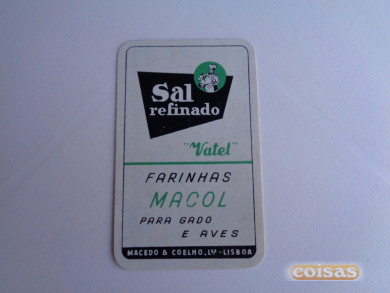 Sal
refinado
"Vatel"
FARINHAS
MACOL
PARA GADO
E AVES
MACEDO & COELHO, Lᴰᴬ - LISBOA
coisas